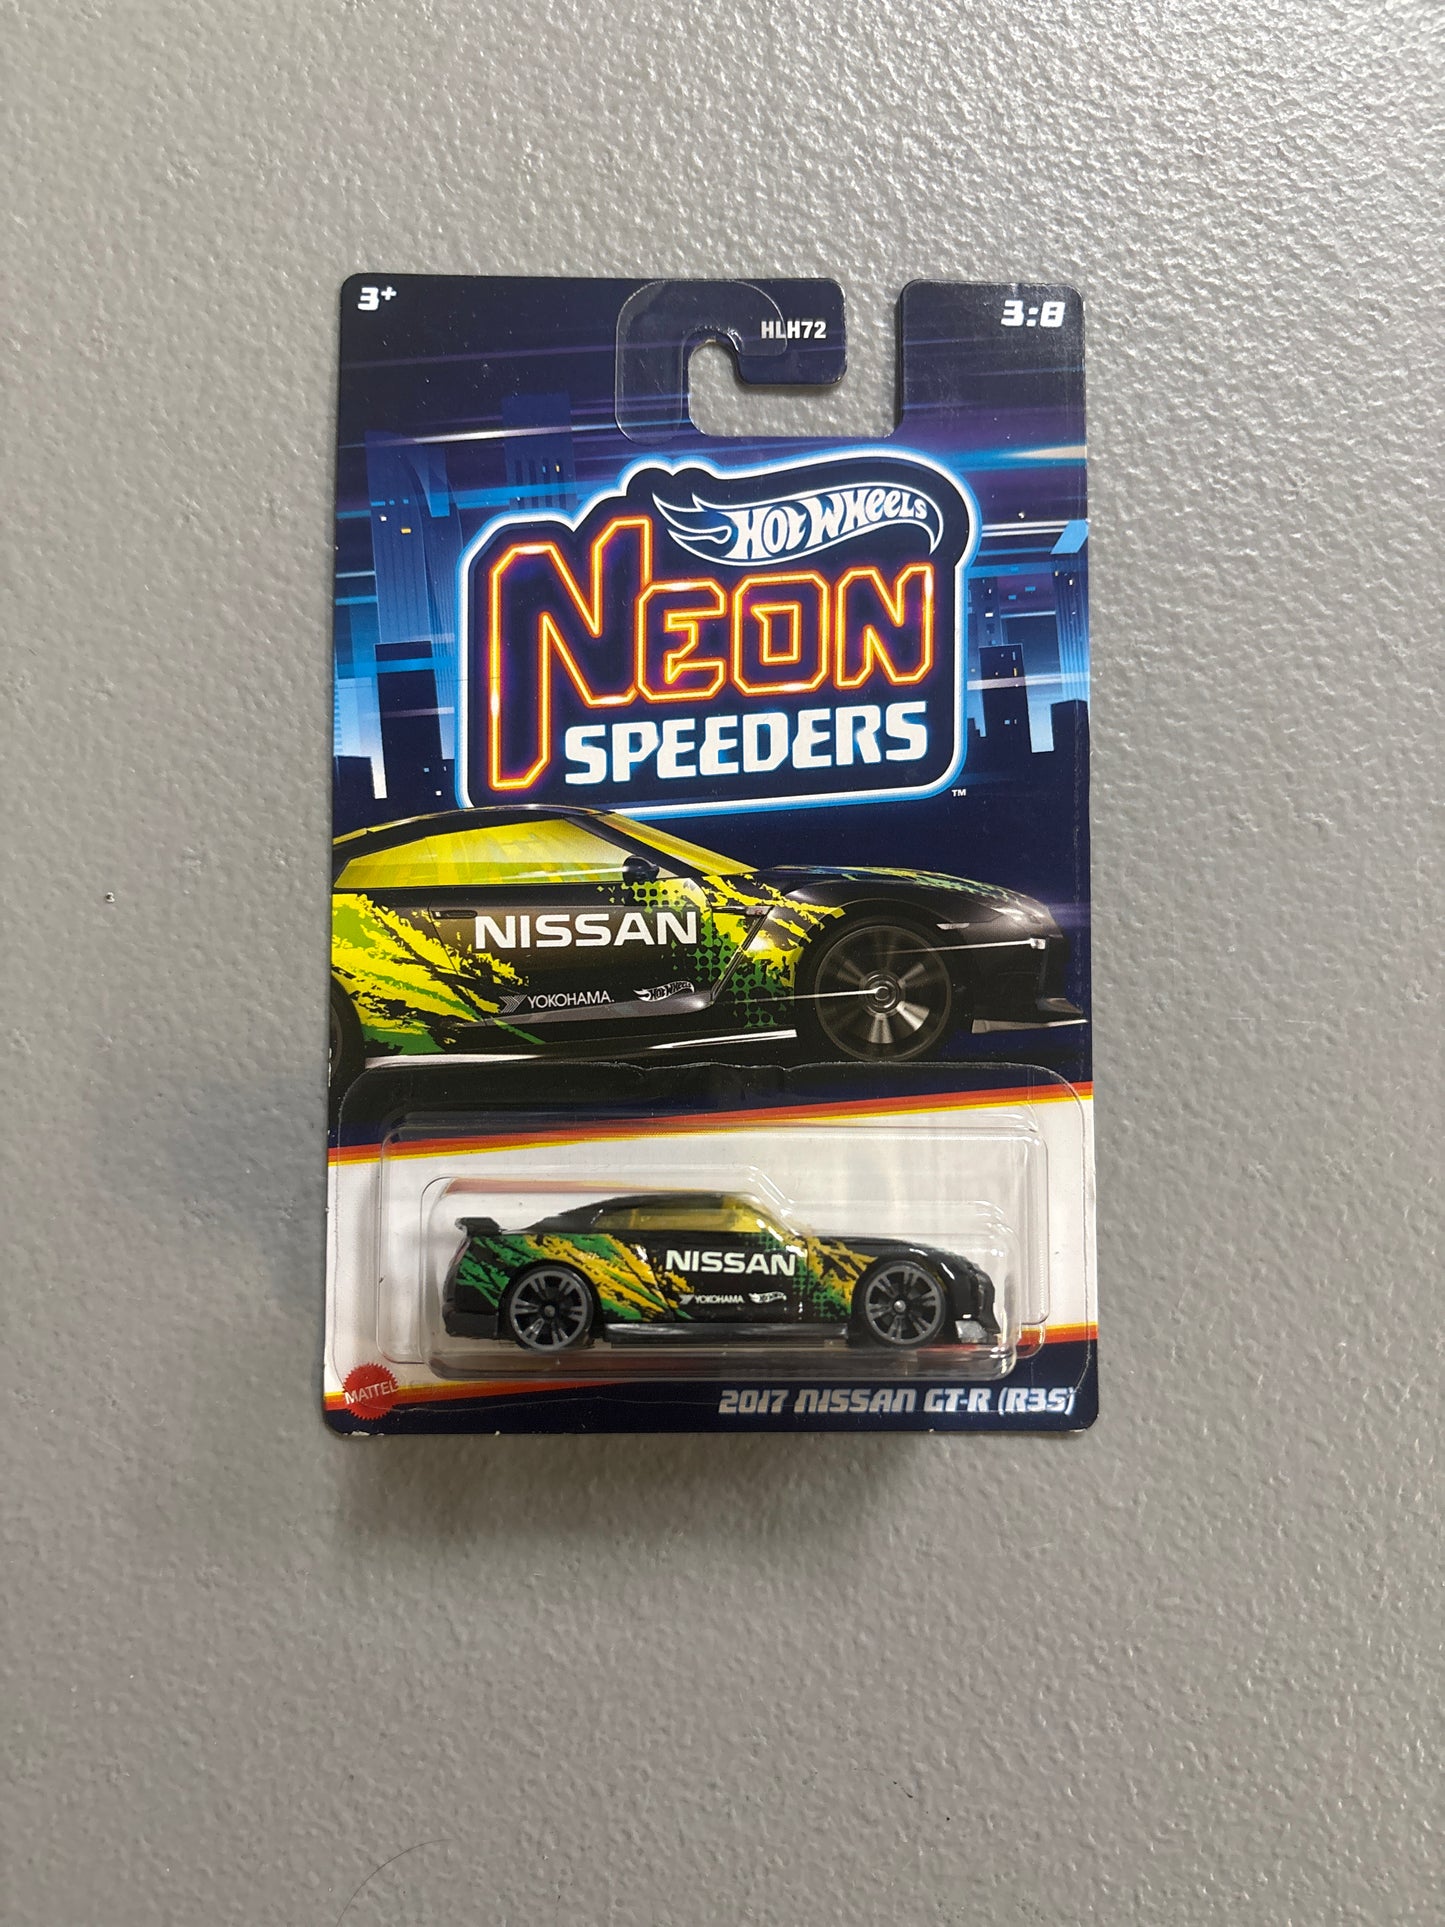 3+
HLH72
3:8
Hot Wheels
NEON
SPEEDERS
™
NISSAN
YOKOHAMA.
HOT WHEELS
NISSAN
YOKOHAMA
MATTEL
2017 NISSAN GT-R (R35)